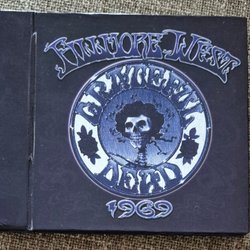 FILLMORE WEST
GRATEFUL
DEAD
1969